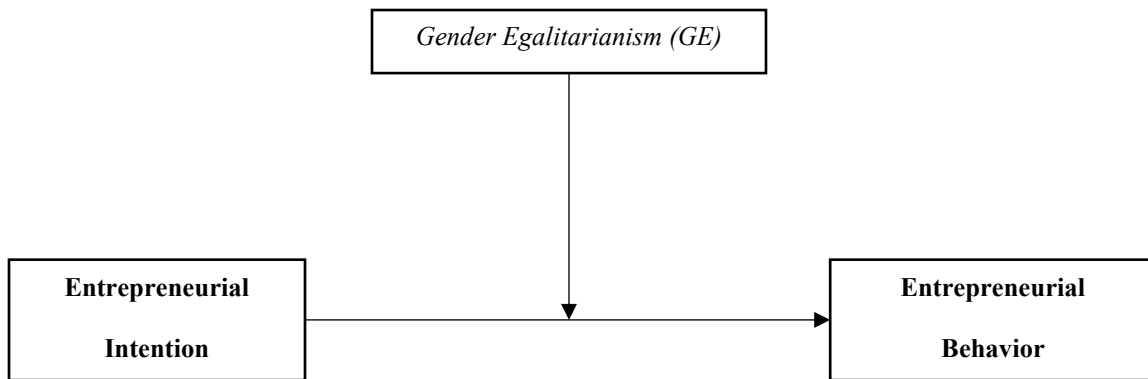 Gender Egalitarianism (GE)
Entrepreneurial
Intention
Entrepreneurial
Behavior